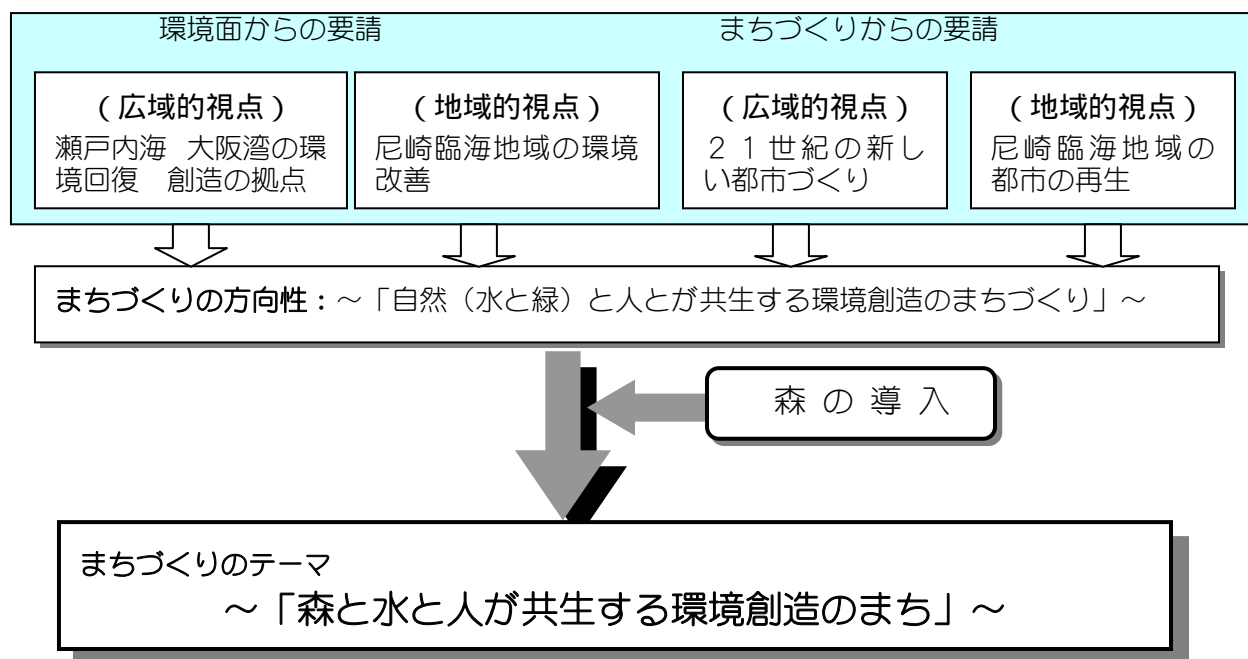 環境面からの要請
まちづくりからの要請
（広域的視点）
瀬戸内海 大阪湾の環
境回復 創造の拠点
（地域的視点）
尼崎臨海地域の環境
改善
（広域的視点）
２１世紀の新し
い都市づくり
（地域的視点）
尼崎臨海地域の
都市の再生
まちづくりの方向性：～「自然（水と緑）と人とが共生する環境創造のまちづくり」～
森の導入
まちづくりのテーマ
～「森と水と人が共生する環境創造のまち」～